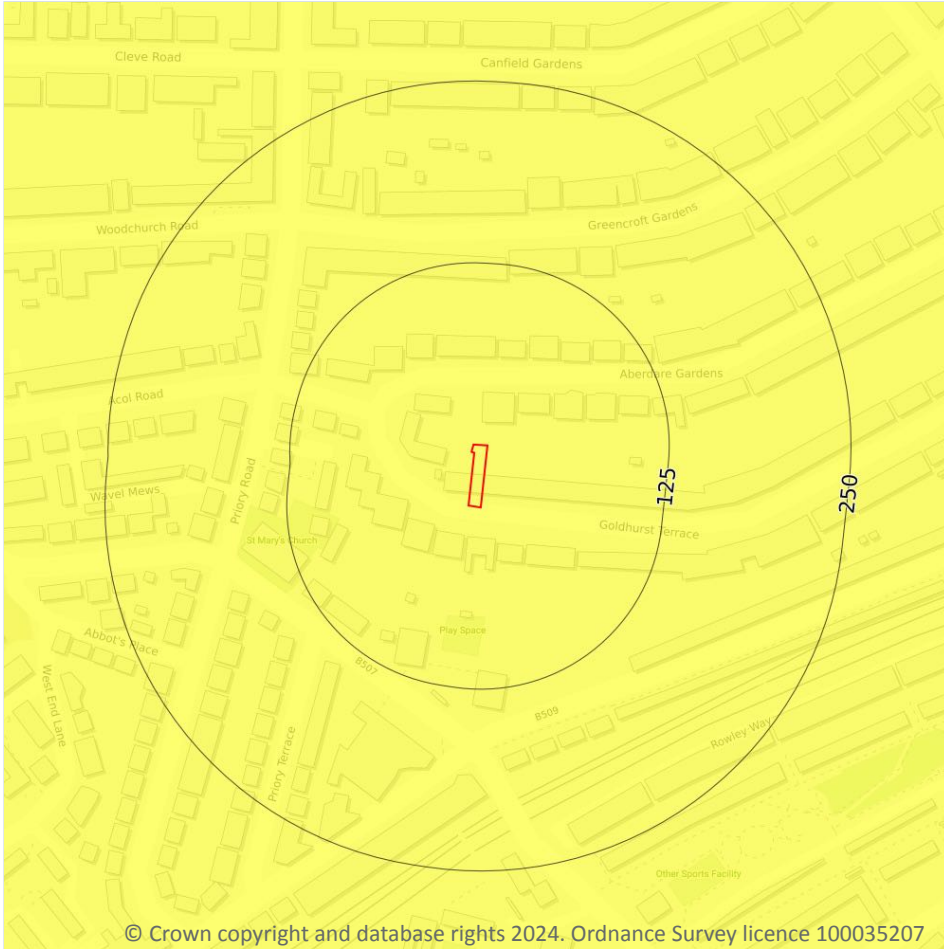 Cleve Road
Canfield Gardens
Woodchurch Road
Greencroft Gardens
Aberdare Gardens
Acol Road
Priory Road
Wavel Mews
125
250
Goldhurst Terrace
St Mary's Church
Play Space
Abbot's Place
B507
West End Lane
B509
Rowley Way
Priory Terrace
Other Sports Facility
© Crown copyright and database rights 2024. Ordnance Survey licence 100035207